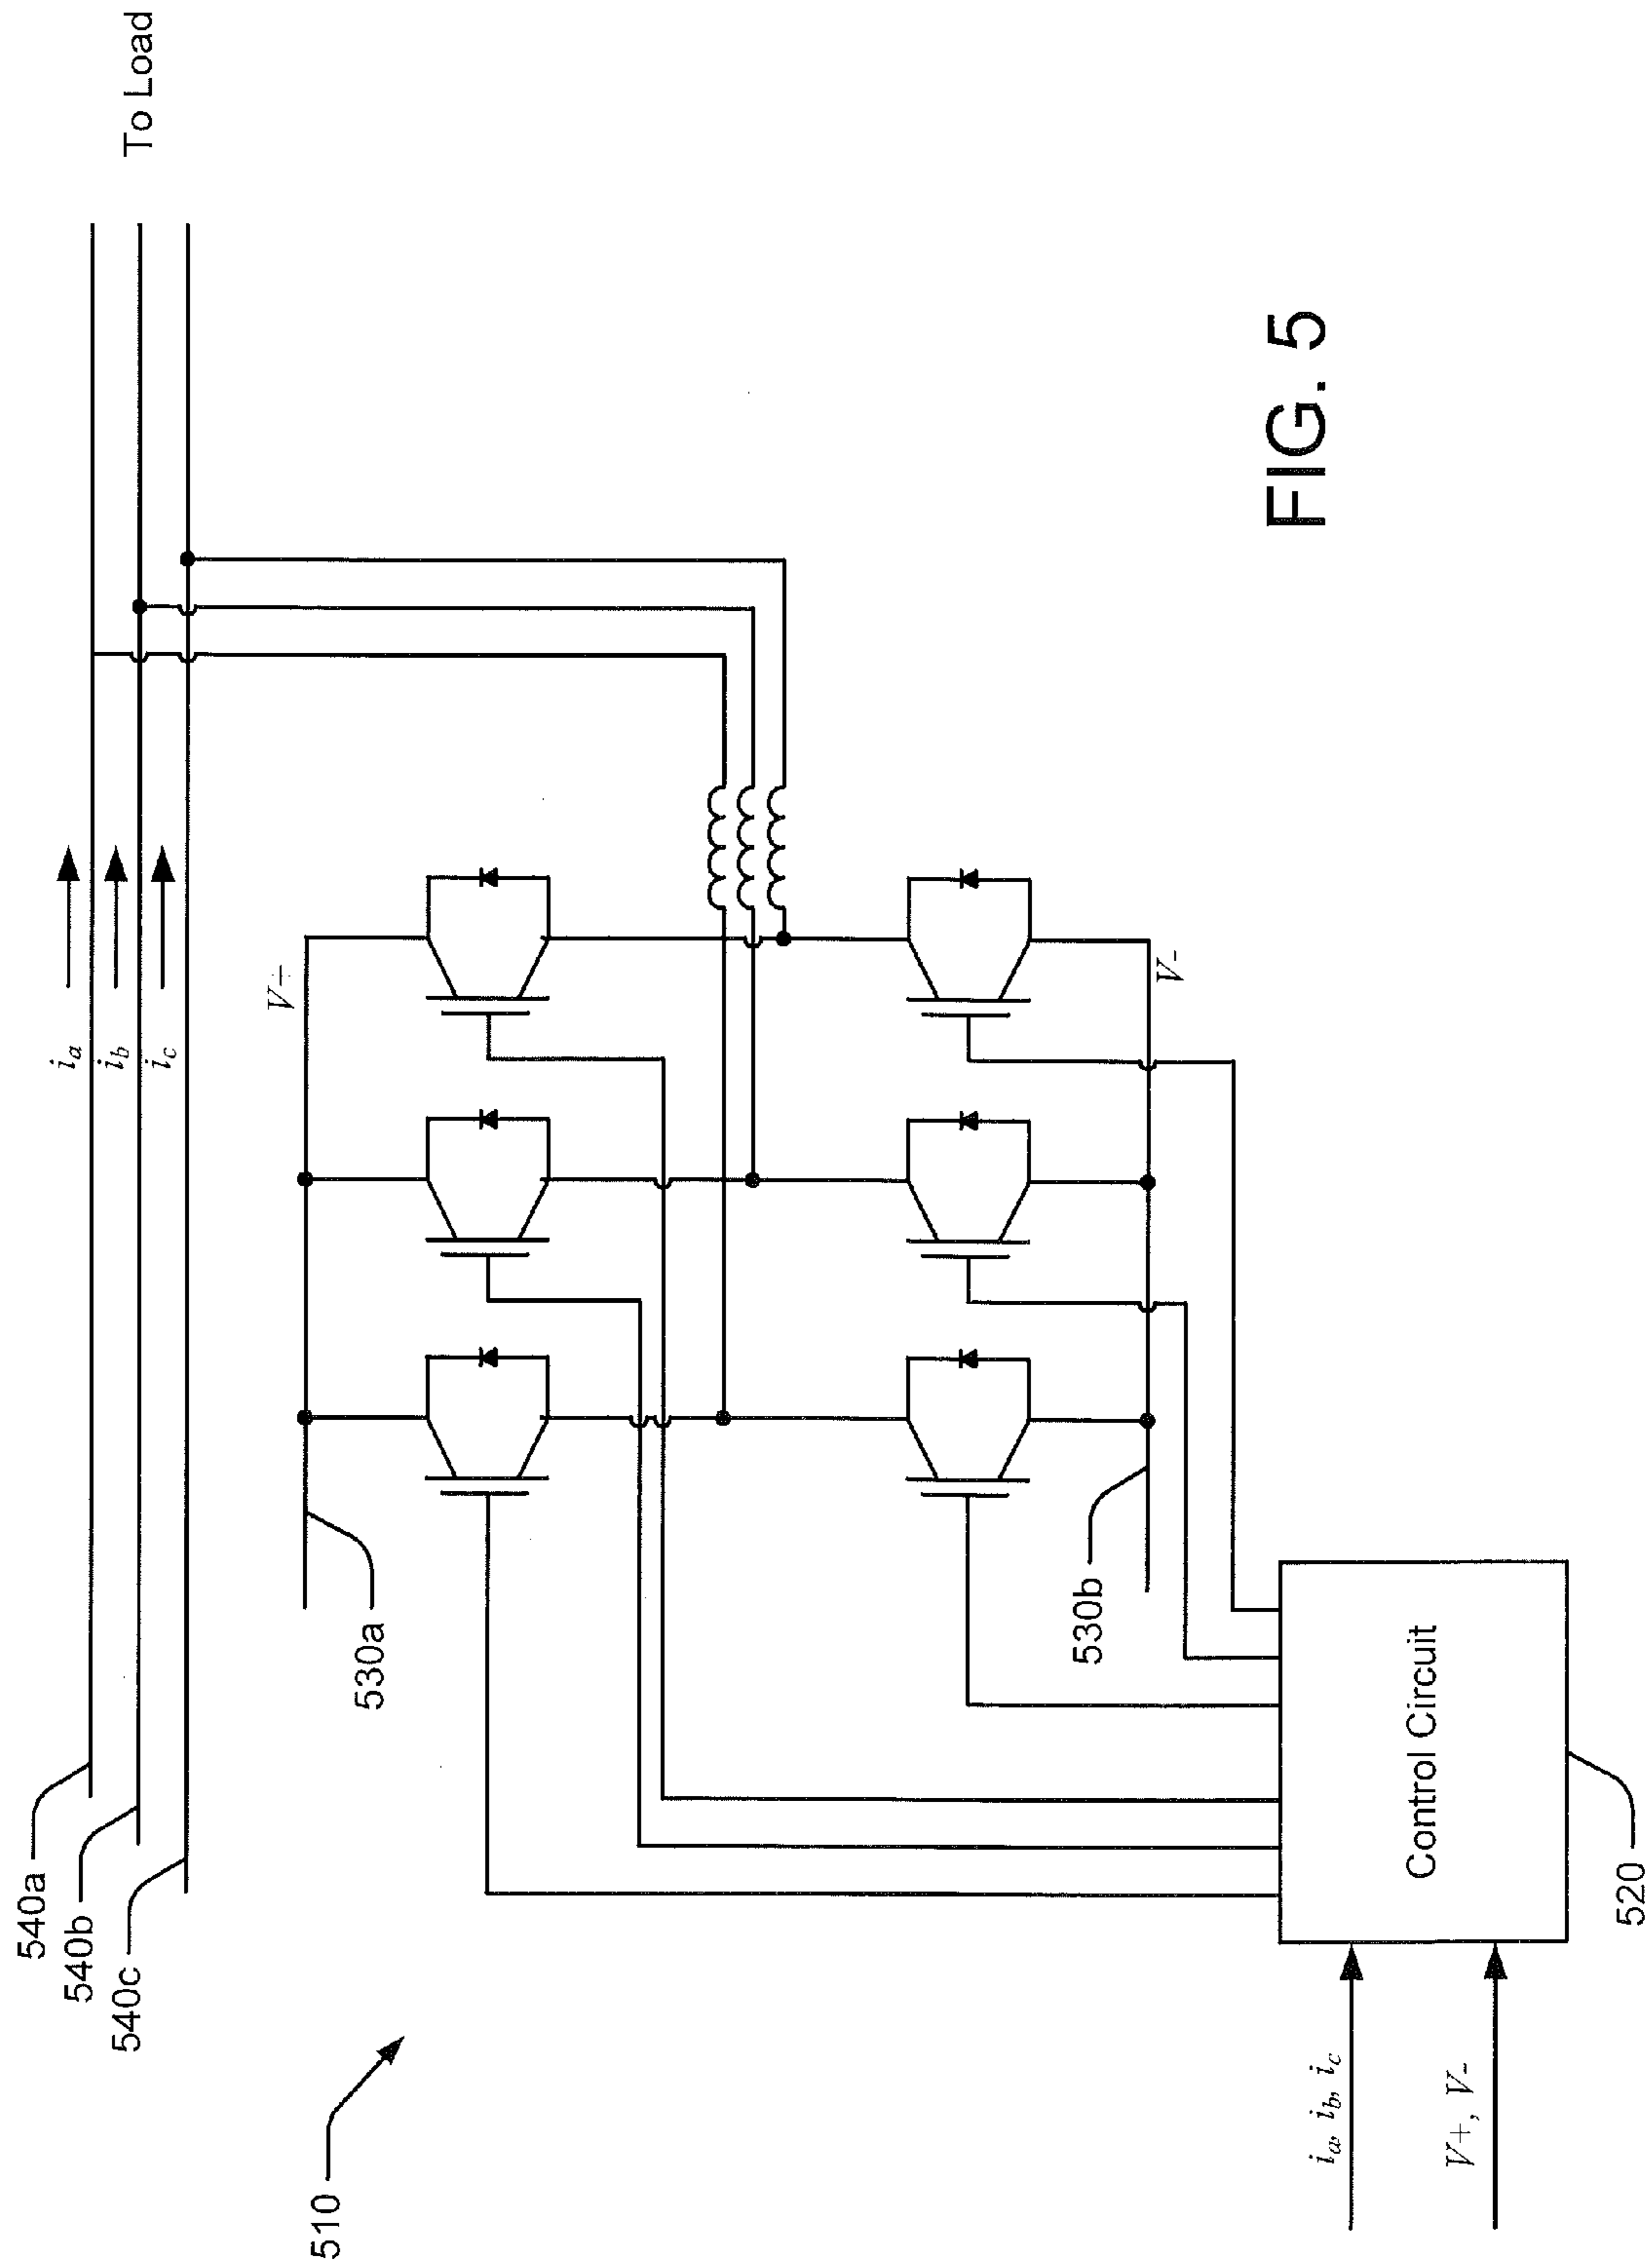 540a
540b
540c
i_a
i_b
i_c
To Load
V+
530a
510
530b
V-
Control Circuit
i_a, i_b, i_c
V+, V-
520
FIG. 5